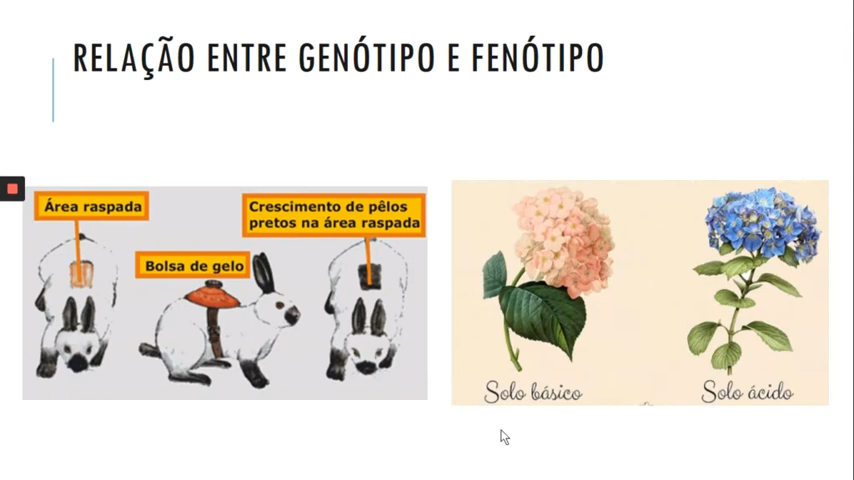 RELAÇÃO ENTRE GENÓTIPO E FENÓTIPO
Área raspada
Crescimento de pêlos
pretos na área raspada
Bolsa de gelo
Solo básico
Solo ácido